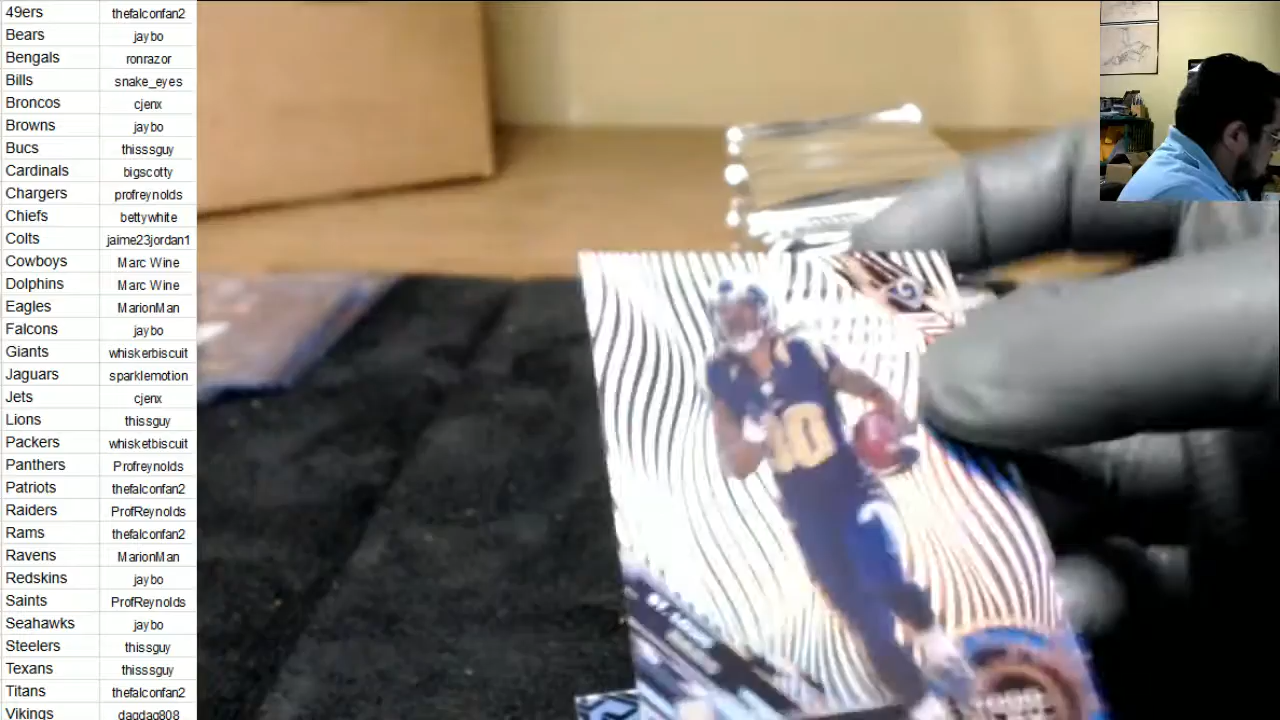 49ers thefalconfan2
Bears jaybo
Bengals ronrazor
Bills snake_eyes
Broncos cjenx
Browns jaybo
Bucs thisssguy
Cardinals bigscotty
Chargers profreynolds
Chiefs bettywhite
Colts jaime23jordan1
Cowboys Marc Wine
Dolphins Marc Wine
Eagles MarionMan
Falcons jaybo
Giants whiskerbiscuit
Jaguars sparklemotion
Jets cjenx
Lions thissguy
Packers whisketbiscuit
Panthers Profreynolds
Patriots thefalconfan2
Raiders ProfReynolds
Rams thefalconfan2
Ravens MarionMan
Redskins jaybo
Saints ProfReynolds
Seahawks jaybo
Steelers thissguy
Texans thisssguy
Titans thefalconfan2
Vikings dagdag808